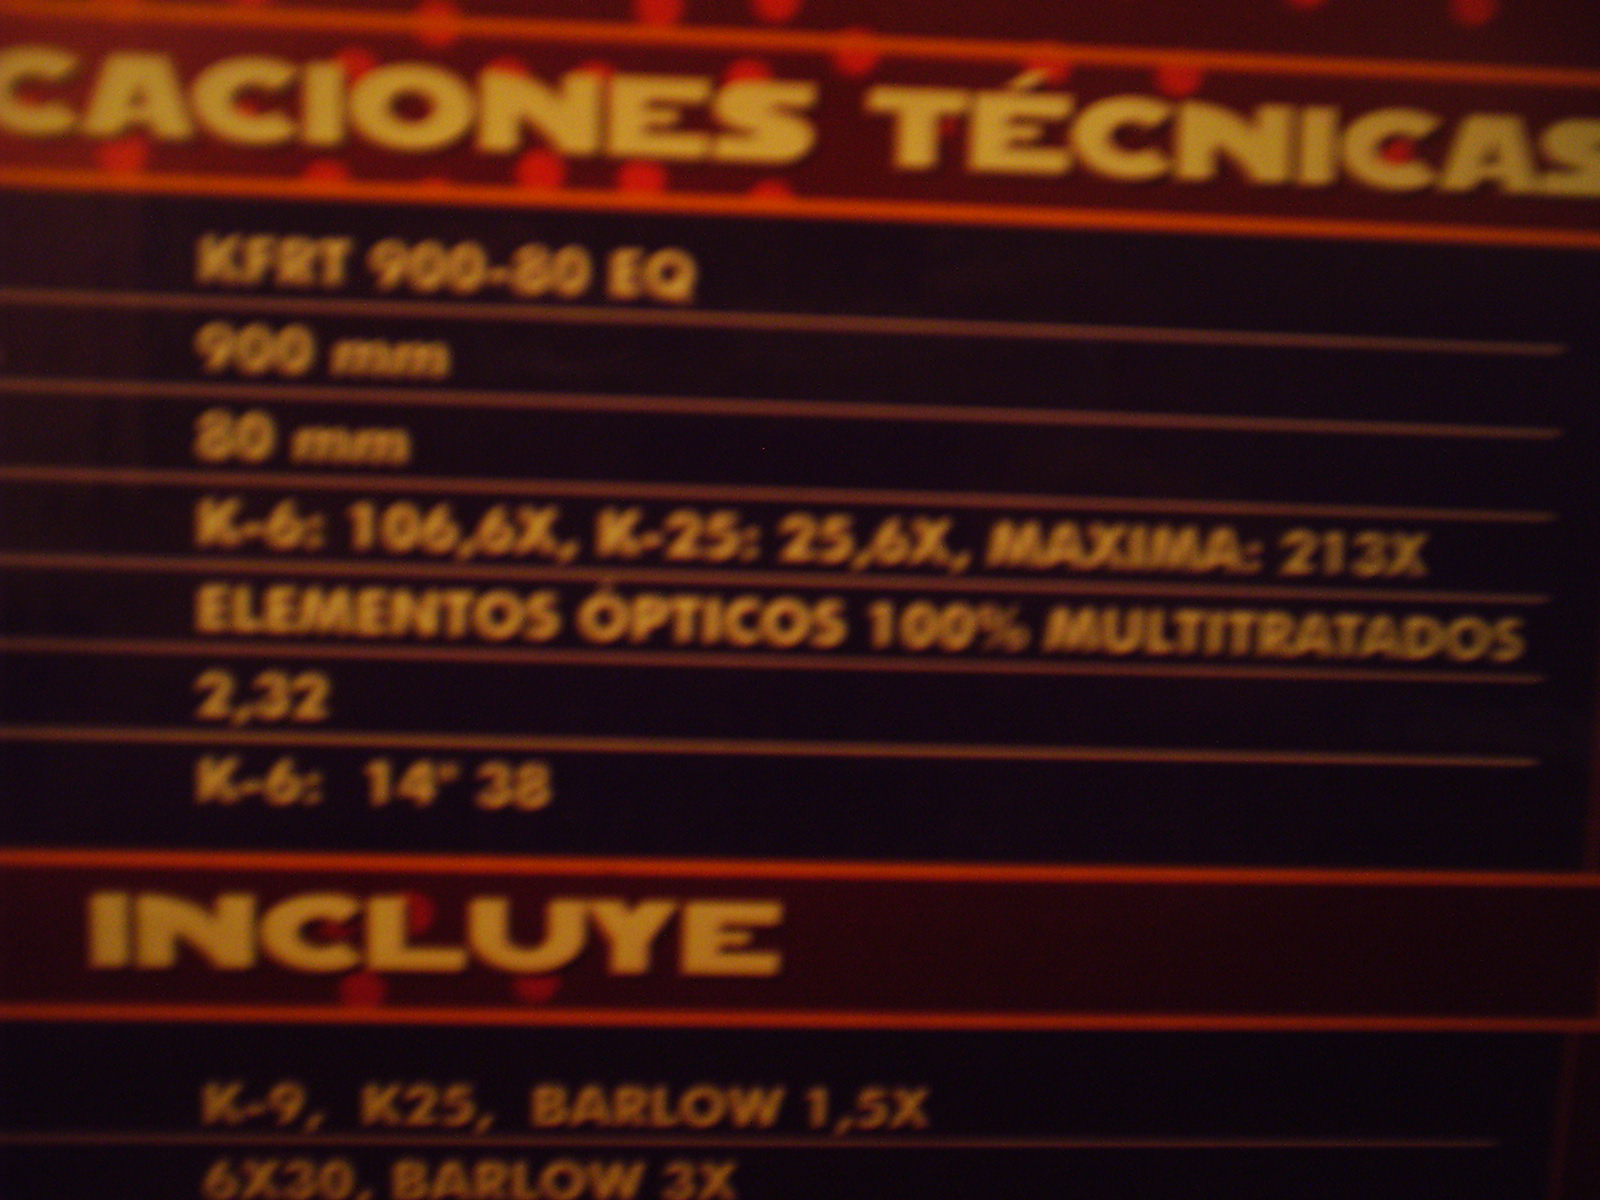 CACIONES TÉCNICAS
KFRT 900-80 EQ
900 mm
80 mm
K-6: 106,6X, K-25: 25,6X, MAXIMA: 213X
ELEMENTOS ÓPTICOS 100% MULTITRATADOS
2,32
K-6: 14" 38
INCLUYE
K-9, K25, BARLOW 1,5X
6X30, BARLOW 3X